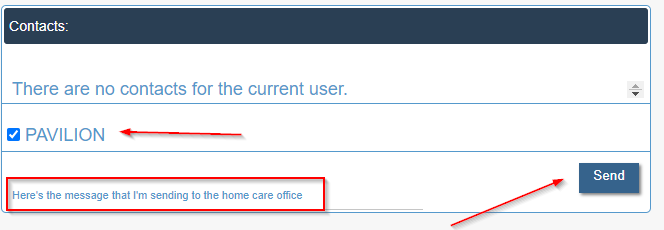 Contacts:
There are no contacts for the current user.
PAVILION
Send
Here's the message that I'm sending to the home care office